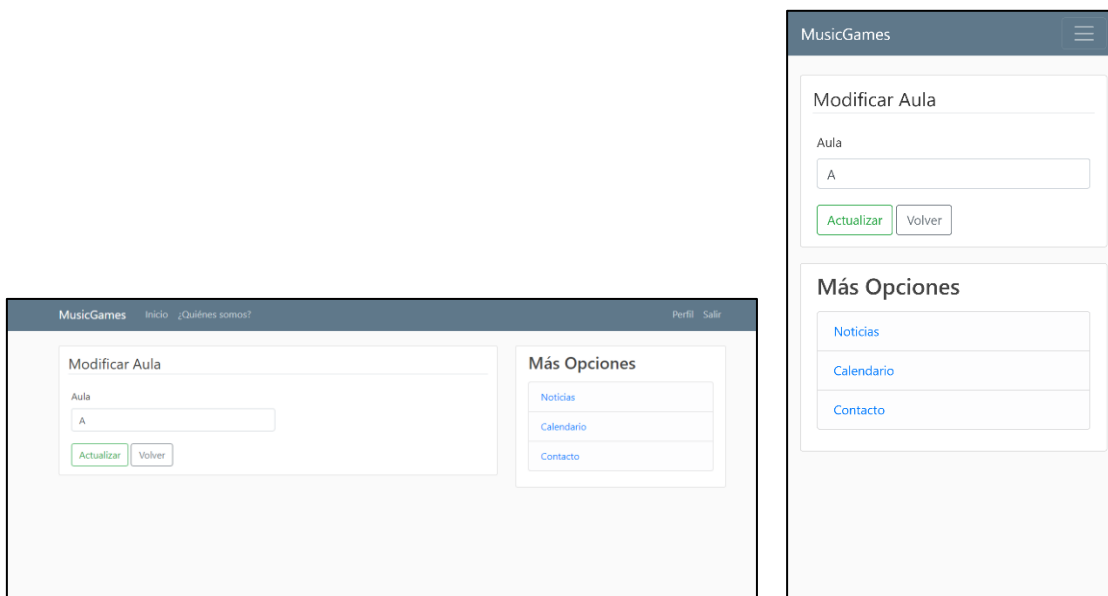 MusicGames Inicio ¿Quiénes somos? Perfil Salir
Modificar Aula
Aula
A
Actualizar Volver
Más Opciones
Noticias
Calendario
Contacto
MusicGames
Modificar Aula
Aula
A
Actualizar Volver
Más Opciones
Noticias
Calendario
Contacto